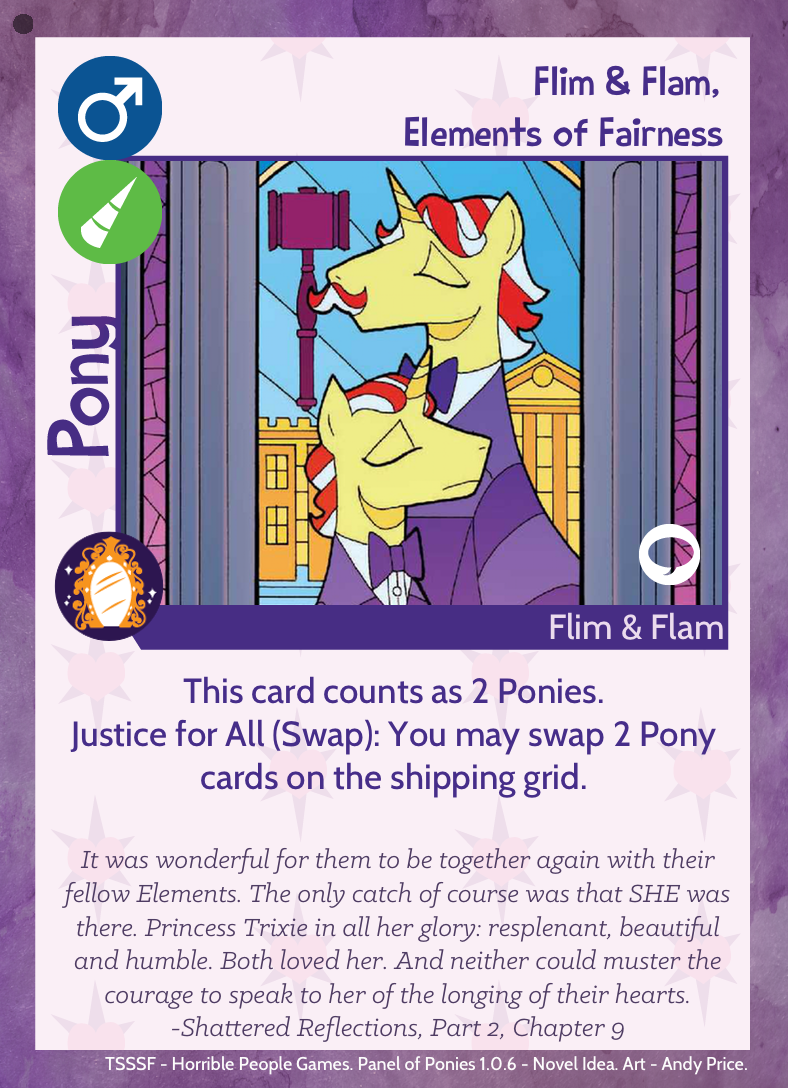 Flim & Flam,
Elements of Fairness
Pony
Flim & Flam
This card counts as 2 Ponies.
Justice for All (Swap): You may swap 2 Pony
cards on the shipping grid.
It was wonderful for them to be together again with their
fellow Elements. The only catch of course was that SHE was
there. Princess Trixie in all her glory: resplenant, beautiful
and humble. Both loved her. And neither could muster the
courage to speak to her of the longing of their hearts.
-Shattered Reflections, Part 2, Chapter 9
TSSSF - Horrible People Games. Panel of Ponies 1.0.6 - Novel Idea. Art - Andy Price.